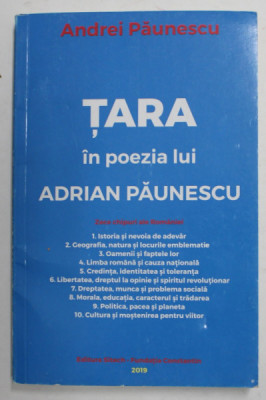 Andrei Păunescu
ȚARA
în poezia lui
ADRIAN PĂUNESCU
1. Istoria și nevoia de adevăr
2. Geografia, natura și locurile emblematice
3. Oamenii și faptele lor
4. Limba română și cauza națională
5. Credința, identitatea și toleranța
6. Libertatea, dreptul la opinie și spiritul revoluționar
7. Dreptatea, munca și problema socială
8. Morala, educația, caracterul și trădarea
9. Politica, pacea și planeta
10. Cultura și moștenirea pentru viitor
2019